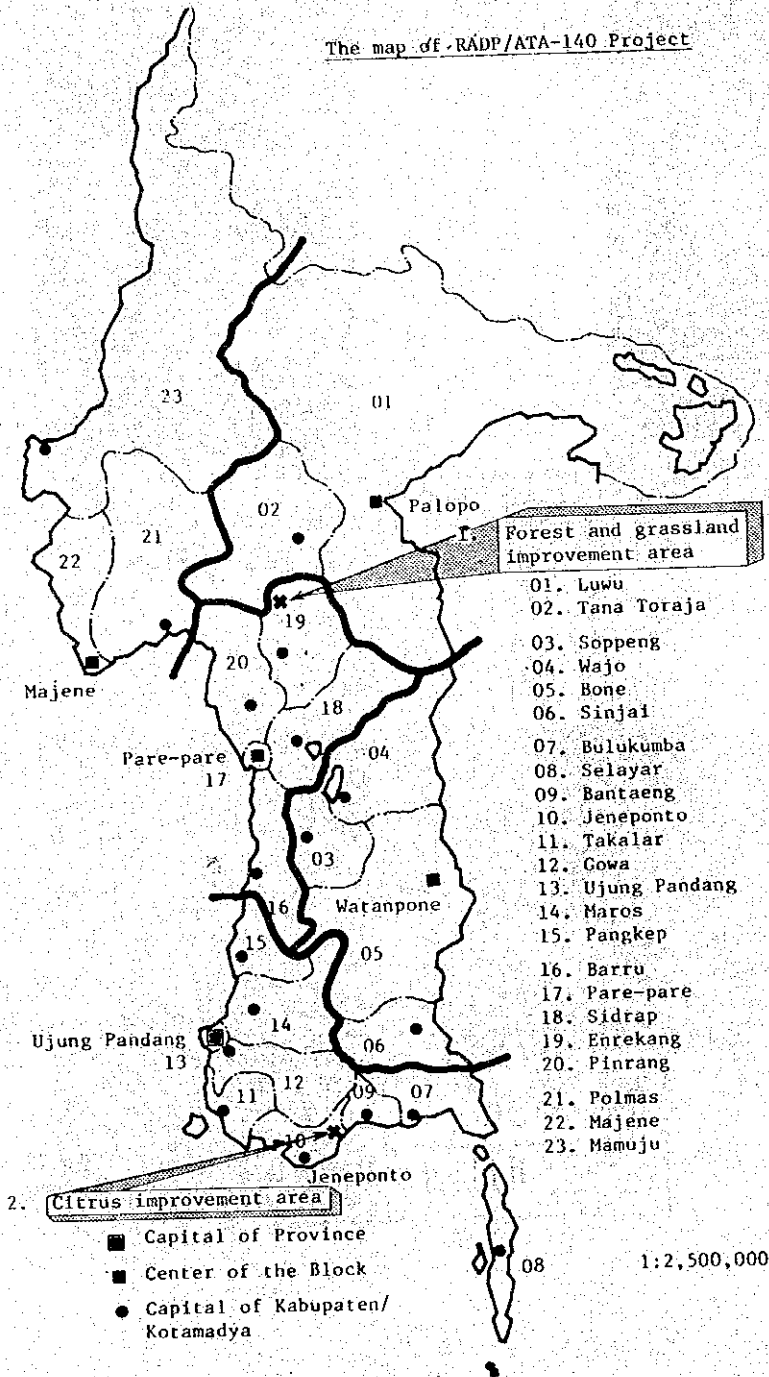 The map of RADP/ATA-140 Project
23
01
02
Palopo
21
22
1. Forest and grassland
improvement area
19
20
18
Majene
Pare-pare
17
04
03
16
Watanpone
15
05
14
Ujung Pandang
13
06
12
11
09
07
10
Jeneponto
01. Luwu
02. Tana Toraja
03. Soppeng
04. Wajo
05. Bone
06. Sinjai
07. Bulukumba
08. Selayar
09. Bantaeng
10. Jeneponto
11. Takalar
12. Gowa
13. Ujung Pandang
14. Maros
15. Pangkep
16. Barru
17. Pare-pare
18. Sidrap
19. Enrekang
20. Pinrang
21. Polmas
22. Majene
23. Mamuju
2. Citrus improvement area
Capital of Province
Center of the Block
Capital of Kabupaten/
Kotamadya
08
1:2,500,000